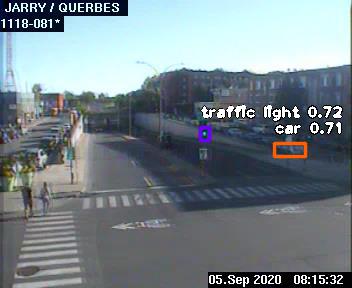 JARRY / QUERBES
1118-081*
traffic light 0.72
car 0.71
05.Sep 2020 08:15:32